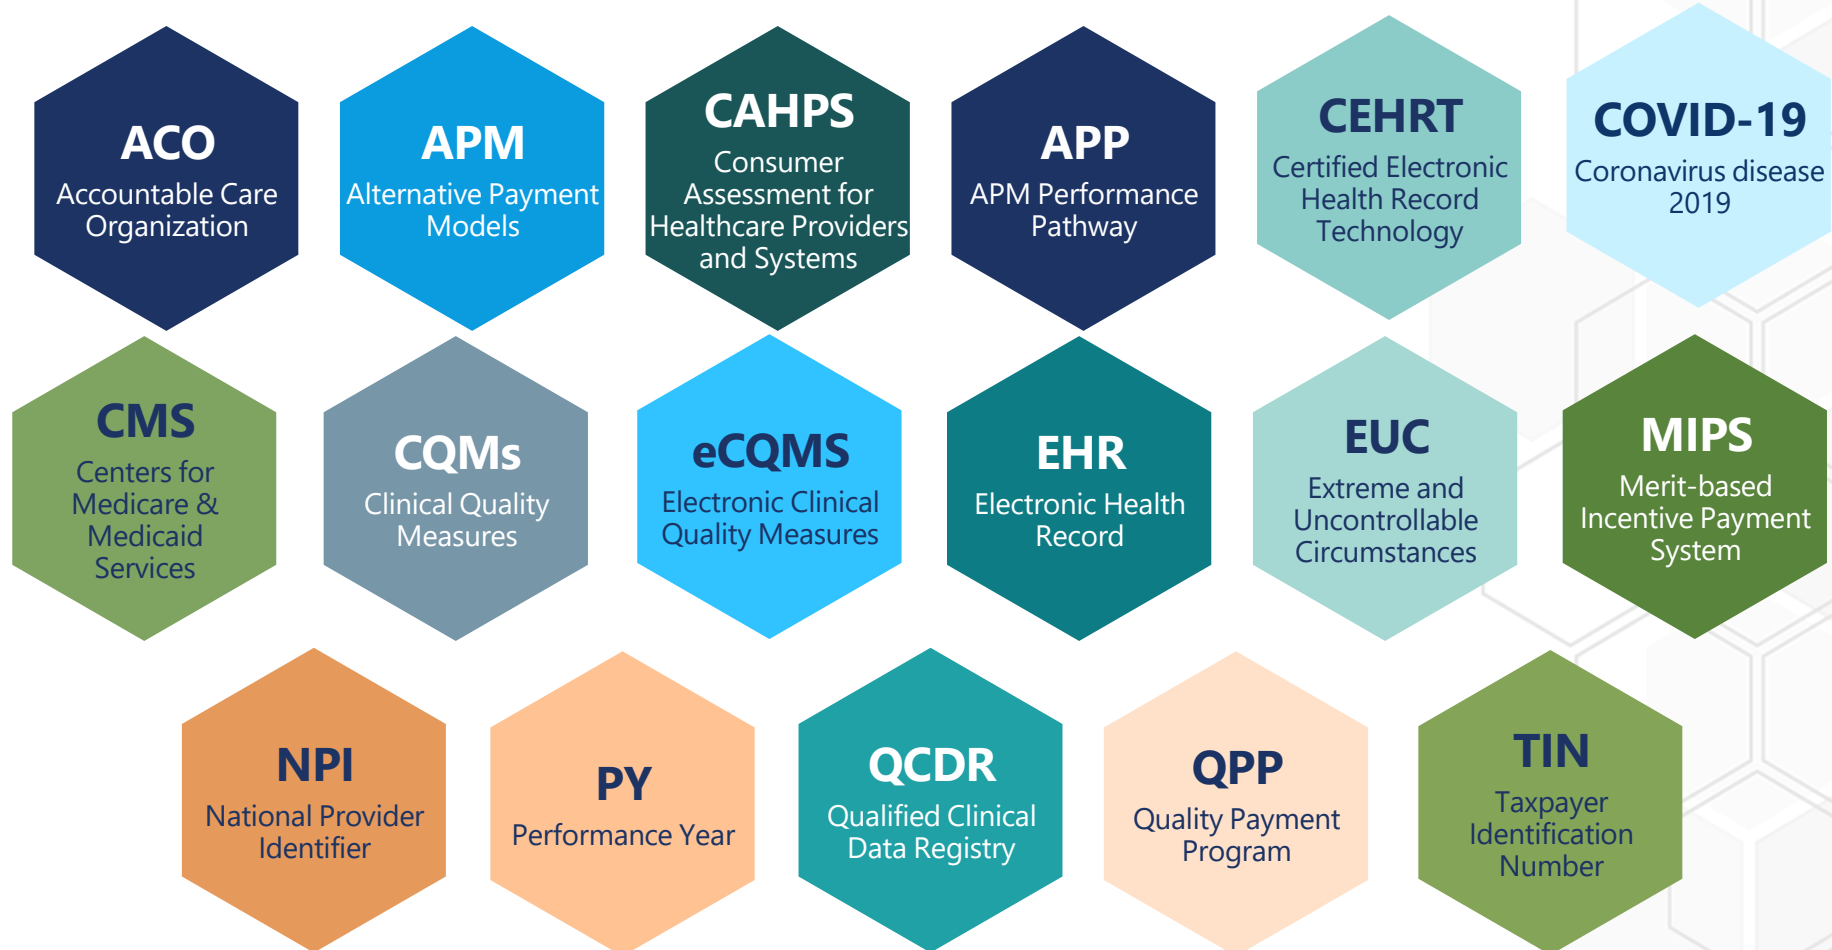 ACO
Accountable Care
Organization
APM
Alternative Payment
Models
CAHPS
Consumer
Assessment for
Healthcare Providers
and Systems
APP
APM Performance
Pathway
CEHRT
Certified Electronic
Health Record
Technology
COVID-19
Coronavirus disease
2019
CMS
Centers for
Medicare &
Medicaid
Services
CQMs
Clinical Quality
Measures
eCQMS
Electronic Clinical
Quality Measures
EHR
Electronic Health
Record
EUC
Extreme and
Uncontrollable
Circumstances
MIPS
Merit-based
Incentive Payment
System
NPI
National Provider
Identifier
PY
Performance Year
QCDR
Qualified Clinical
Data Registry
QPP
Quality Payment
Program
TIN
Taxpayer
Identification
Number